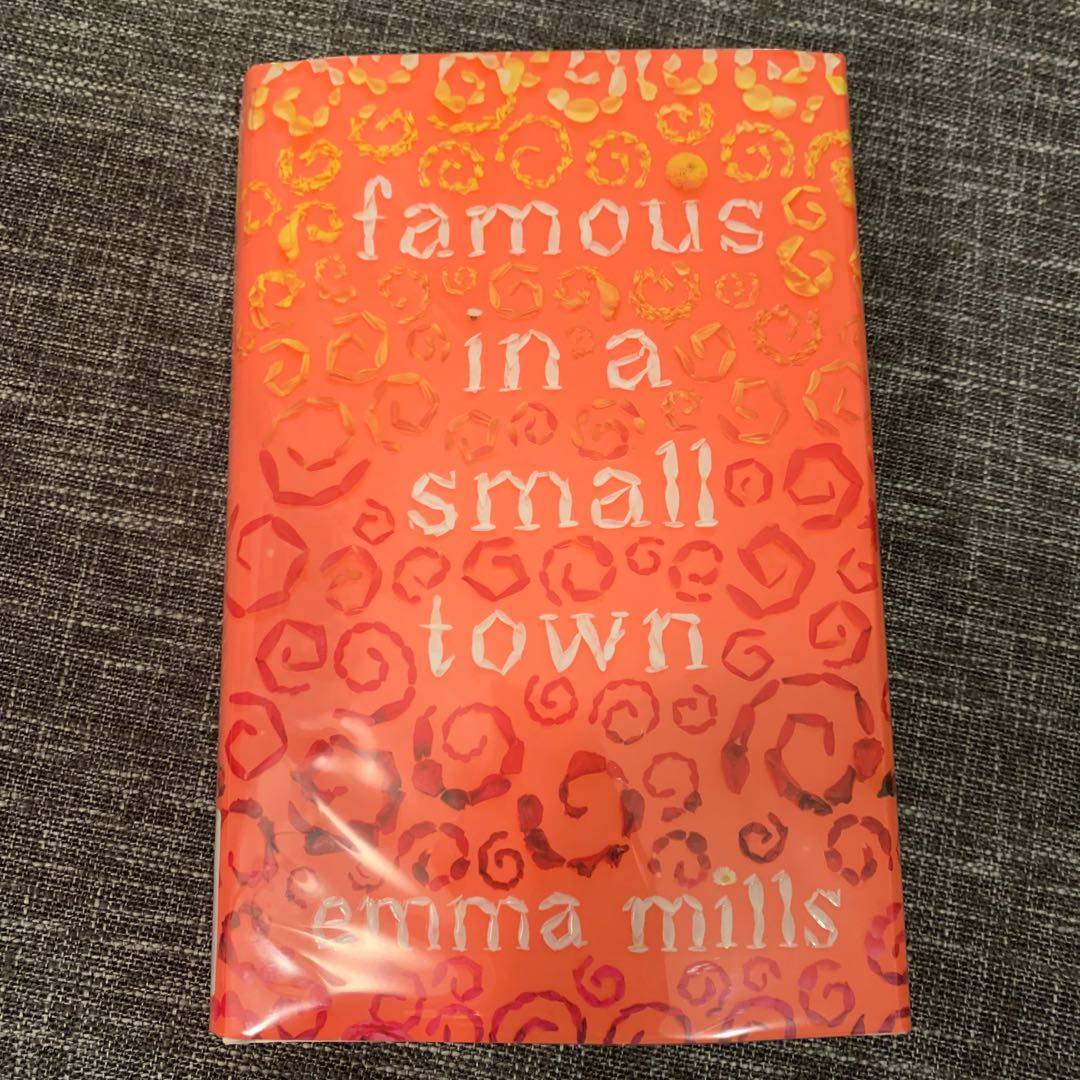 famous
in a
small
town
emma mills